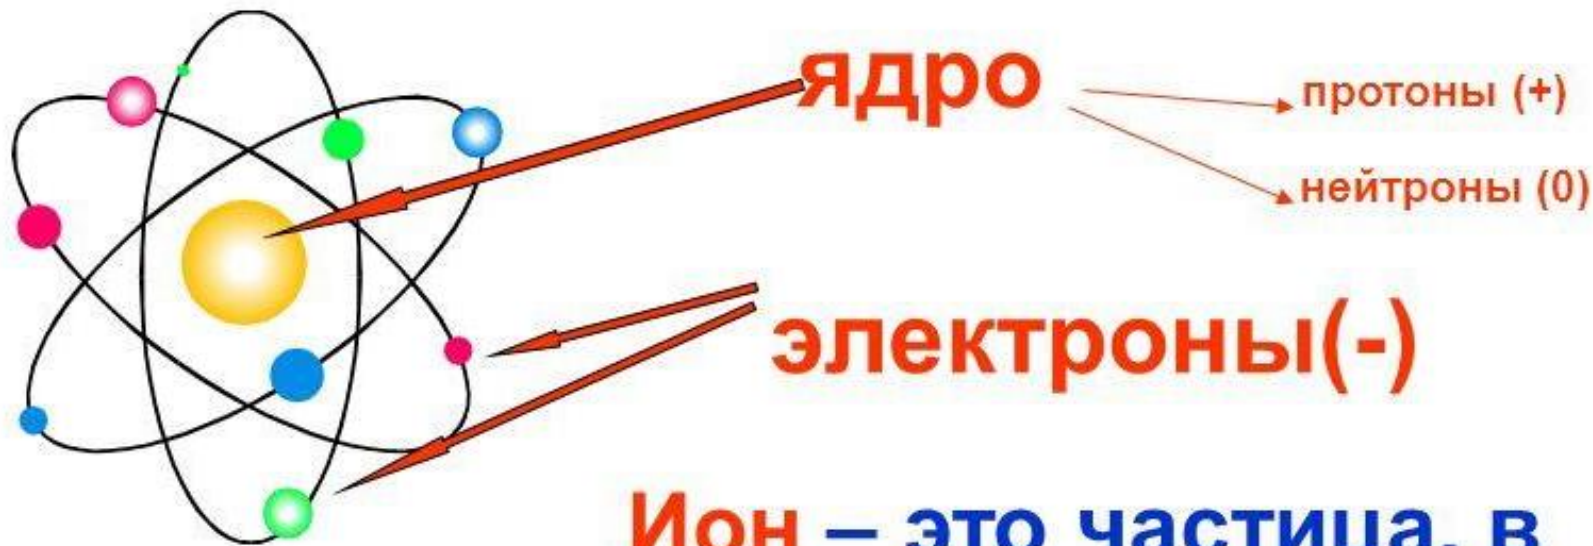 ядро
протоны (+)
нейтроны (0)
электроны(-)
Ион – это частица, в